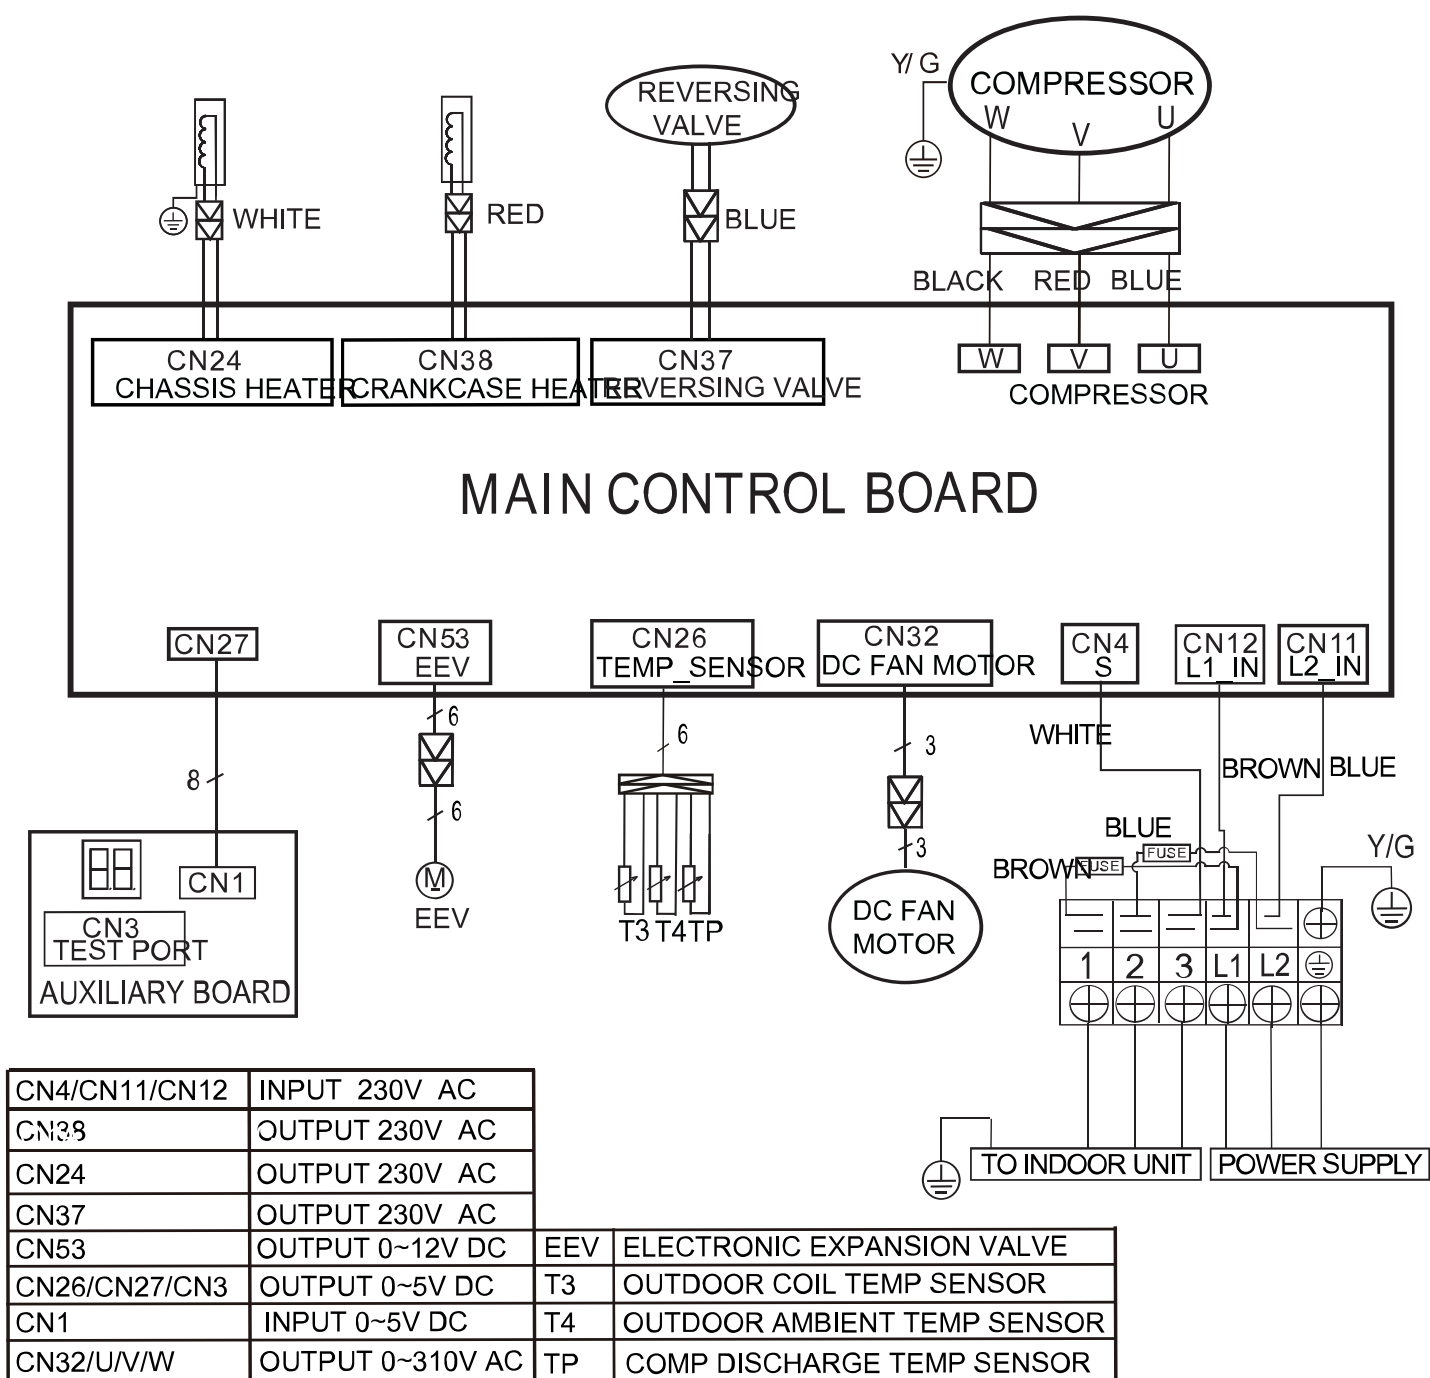 Y/ G
COMPRESSOR
W V U
REVERSING
VALVE
WHITE
RED
BLUE
BLACK RED BLUE
CN24
CHASSIS HEATER
CN38
CRANKCASE HEATER
CN37
REVERSING VALVE
W V U
COMPRESSOR
MAIN CONTROL BOARD
CN27
CN53
EEV
CN26
TEMP_SENSOR
CN32
DC FAN MOTOR
CN4
S
CN12
L1_IN
CN11
L2_IN
6
6
3
WHITE
BROWN
BLUE
8
6
3
BLUE
FUSE
BROWN
FUSE
Y/G
CN1
CN3
TEST PORT
AUXILIARY BOARD
M
EEV
T3 T4 TP
DC FAN
MOTOR
1 2 3 L1 L2
TO INDOOR UNIT
POWER SUPPLY
CN4/CN11/CN12 INPUT 230V AC
CN38 OUTPUT 230V AC
CN24 OUTPUT 230V AC
CN37 OUTPUT 230V AC
CN53 OUTPUT 0~12V DC EEV ELECTRONIC EXPANSION VALVE
CN26/CN27/CN3 OUTPUT 0~5V DC T3 OUTDOOR COIL TEMP SENSOR
CN1 INPUT 0~5V DC T4 OUTDOOR AMBIENT TEMP SENSOR
CN32/U/V/W OUTPUT 0~310V AC TP COMP DISCHARGE TEMP SENSOR